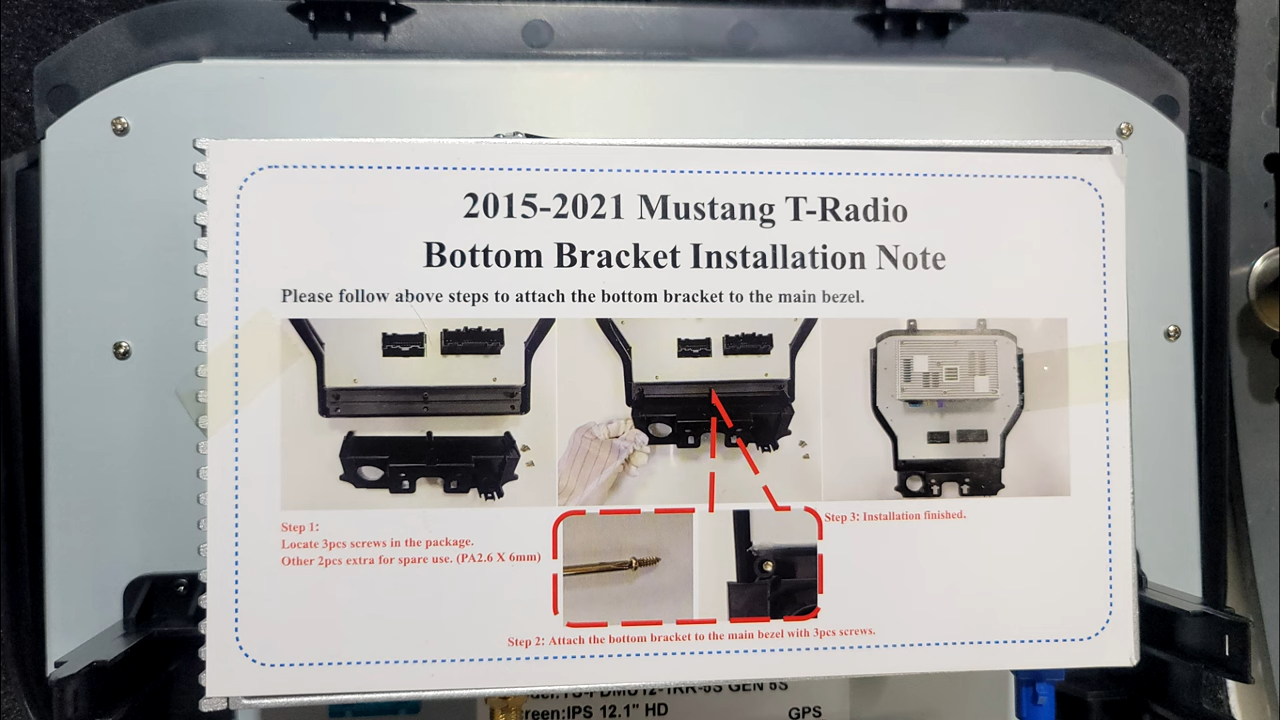 2015-2021 Mustang T-Radio
Bottom Bracket Installation Note
Please follow above steps to attach the bottom bracket to the main bezel.
Step 1:
Locate 3pcs screws in the package.
Other 2pcs extra for spare use. (PA2.6 X 6mm)
Step 3: Installation finished.
Step 2: Attach the bottom bracket to the main bezel with 3pcs screws.
GEN 5S
IPS 12.1" HD
GPS